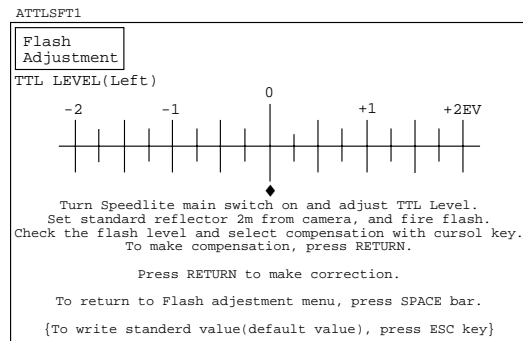 ATTLSFT1
Flash
Adjustment
TTL LEVEL(Left)
0
-2 -1 +1 +2EV
Turn Speedlite main switch on and adjust TTL Level.
Set standard reflector 2m from camera, and fire flash.
Check the flash level and select compensation with cursol key.
To make compensation, press RETURN.
Press RETURN to make correction.
To return to Flash adjestment menu, press SPACE bar.
{To write standerd value(default value), press ESC key}